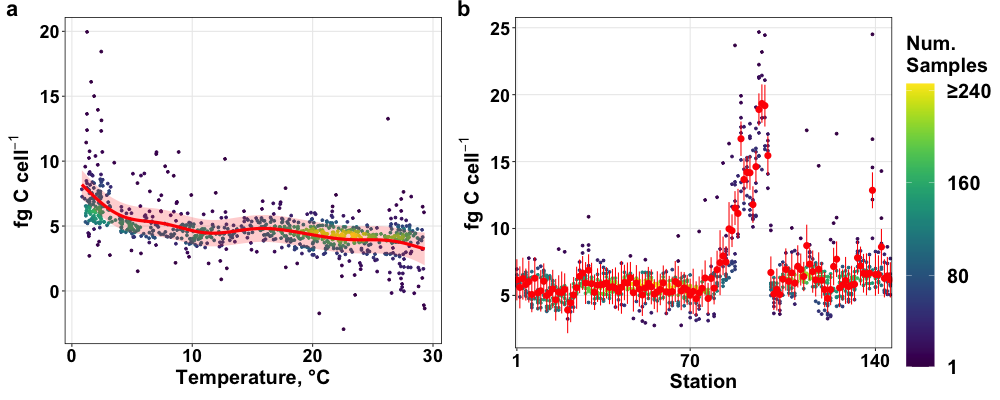 a
fg C cell⁻¹
20
15
10
5
0
0 10 20 30
Temperature, °C
b
fg C cell⁻¹
25
20
15
10
5
1 70 140
Station
Num.
Samples
≥240
160
80
1